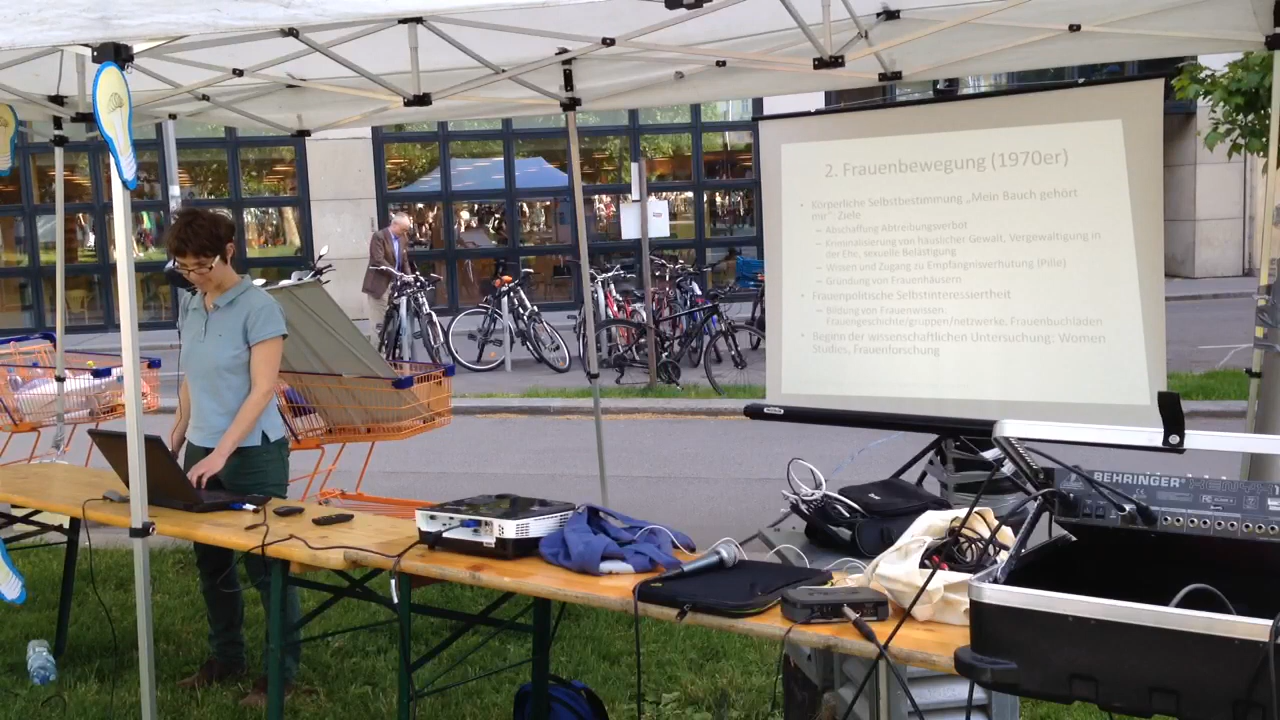 2. Frauenbewegung (1970er)
• Körperliche Selbstbestimmung „Mein Bauch gehört
mir": Ziele
– Abschaffung Abtreibungsverbot
– Kriminalisierung von häuslicher Gewalt, Vergewaltigung in
der Ehe, sexuelle Belästigung
– Wissen und Zugang zu Empfängnisverhütung (Pille)
– Gründung von Frauenhäusern
• Frauenpolitische Selbstinteressiertheit
– Bildung von Frauenwissen,
Frauengeschichte/gruppen/netzwerke, Frauenbuchläden
• Beginn der wissenschaftlichen Untersuchung: Women
Studies, Frauenforschung
BEHRINGER